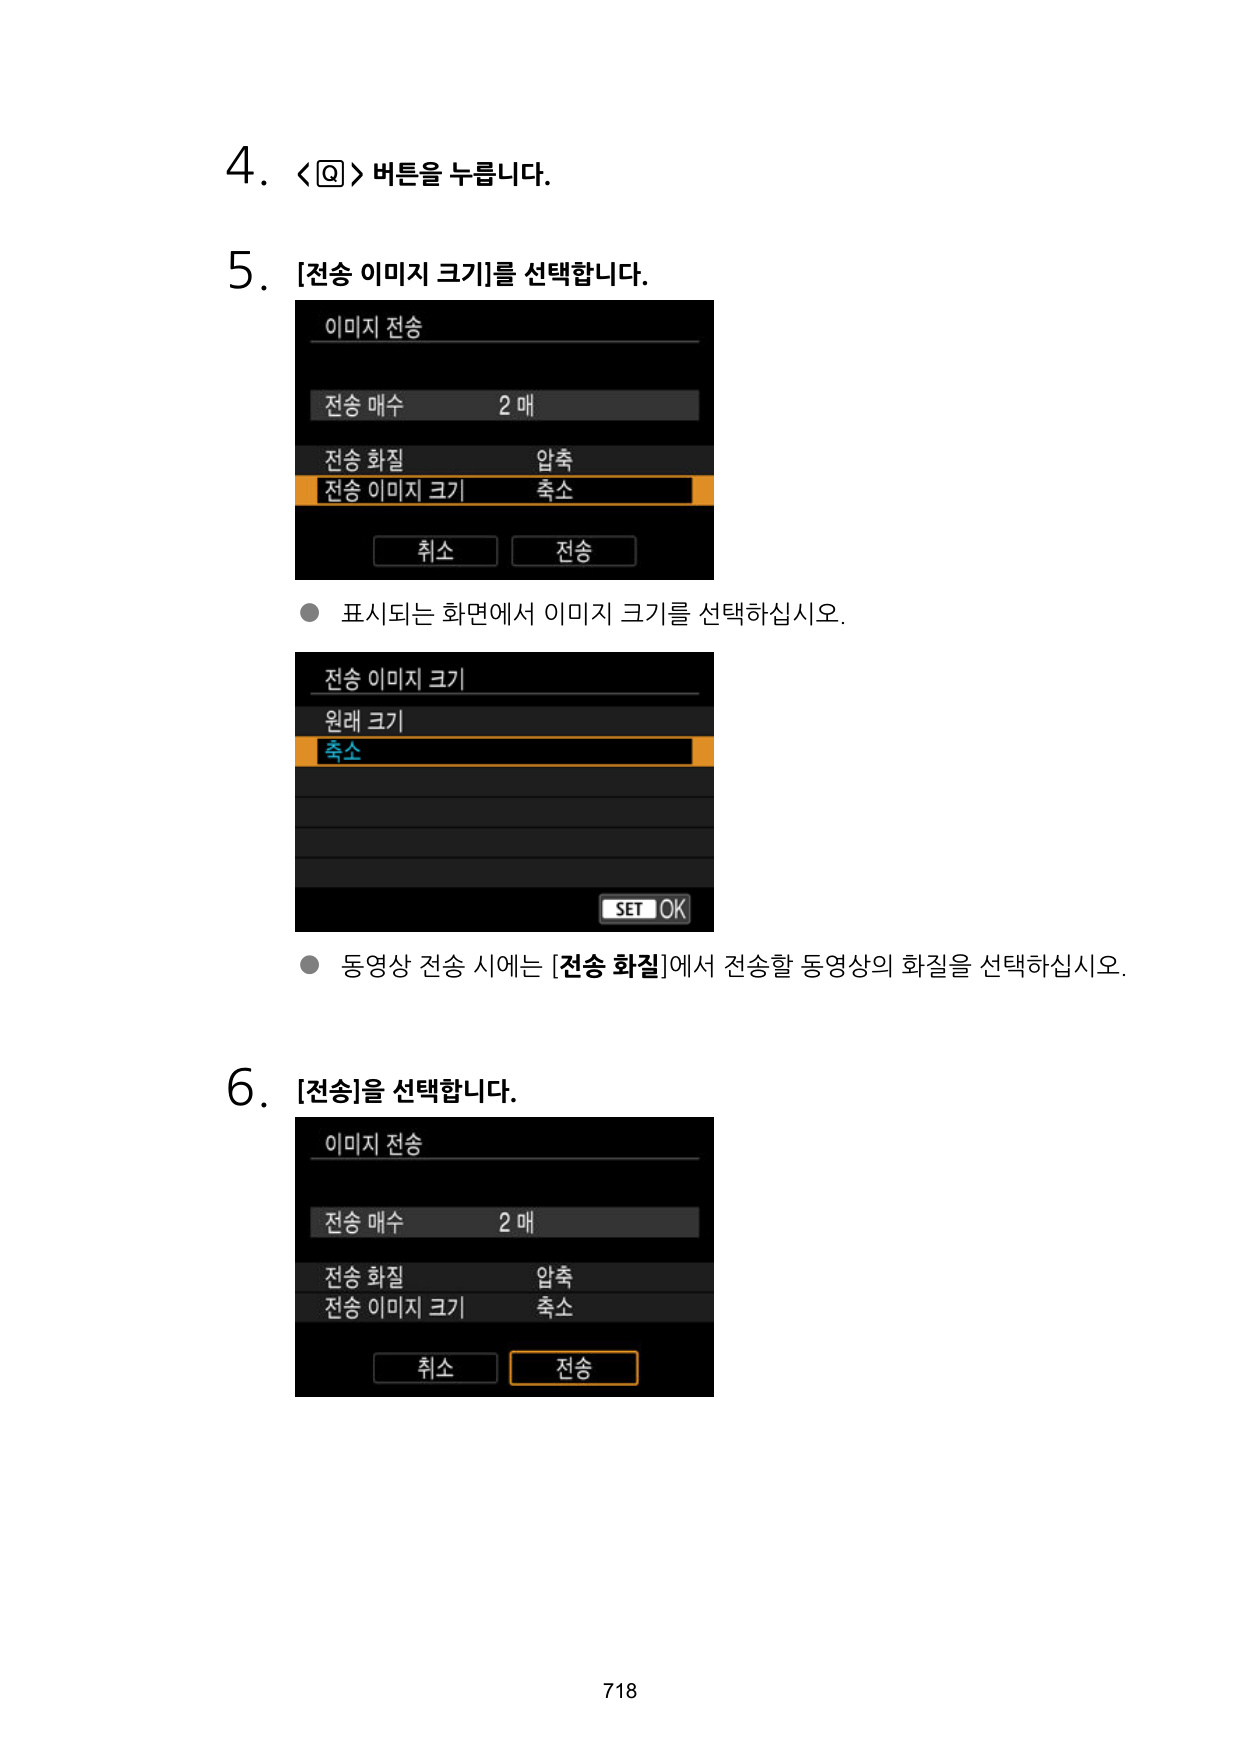 4. <Q> 버튼을 누릅니다.
5. [전송 이미지 크기]를 선택합니다.
이미지 전송
전송 매수 2 매
전송 화질 압축
전송 이미지 크기 축소
취소 전송
● 표시되는 화면에서 이미지 크기를 선택하십시오.
전송 이미지 크기
원래 크기
축소
SET OK
● 동영상 전송 시에는 [전송 화질]에서 전송할 동영상의 화질을 선택하십시오.
6. [전송]을 선택합니다.
이미지 전송
전송 매수 2 매
전송 화질 압축
전송 이미지 크기 축소
취소 전송
718